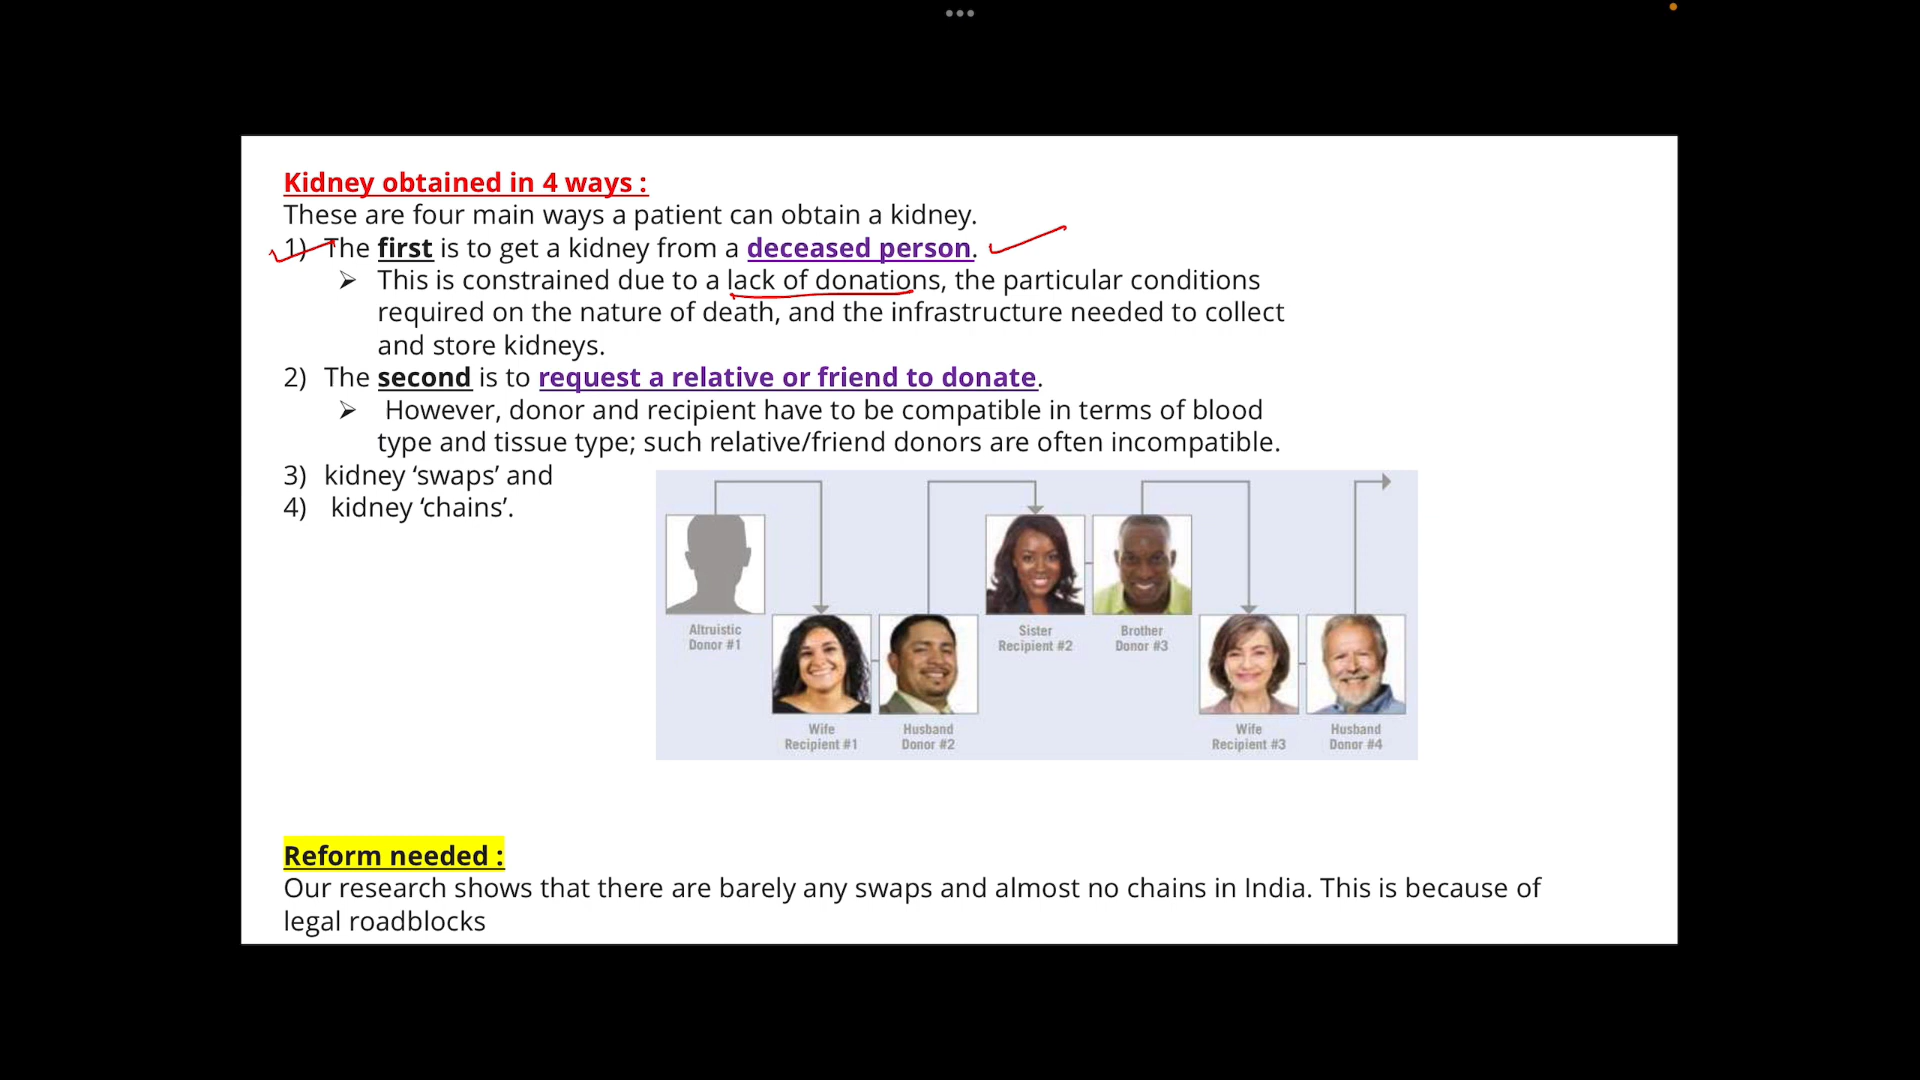 Kidney obtained in 4 ways :
These are four main ways a patient can obtain a kidney.
1) The first is to get a kidney from a deceased person.
➢ This is constrained due to a lack of donations, the particular conditions
required on the nature of death, and the infrastructure needed to collect
and store kidneys.
2) The second is to request a relative or friend to donate.
➢ However, donor and recipient have to be compatible in terms of blood
type and tissue type; such relative/friend donors are often incompatible.
3) kidney ‘swaps’ and
4) kidney ‘chains’.
Altruistic
Donor #1
Sister
Recipient #2
Brother
Donor #3
Wife
Recipient #1
Husband
Donor #2
Wife
Recipient #3
Husband
Donor #4
Reform needed :
Our research shows that there are barely any swaps and almost no chains in India. This is because of
legal roadblocks